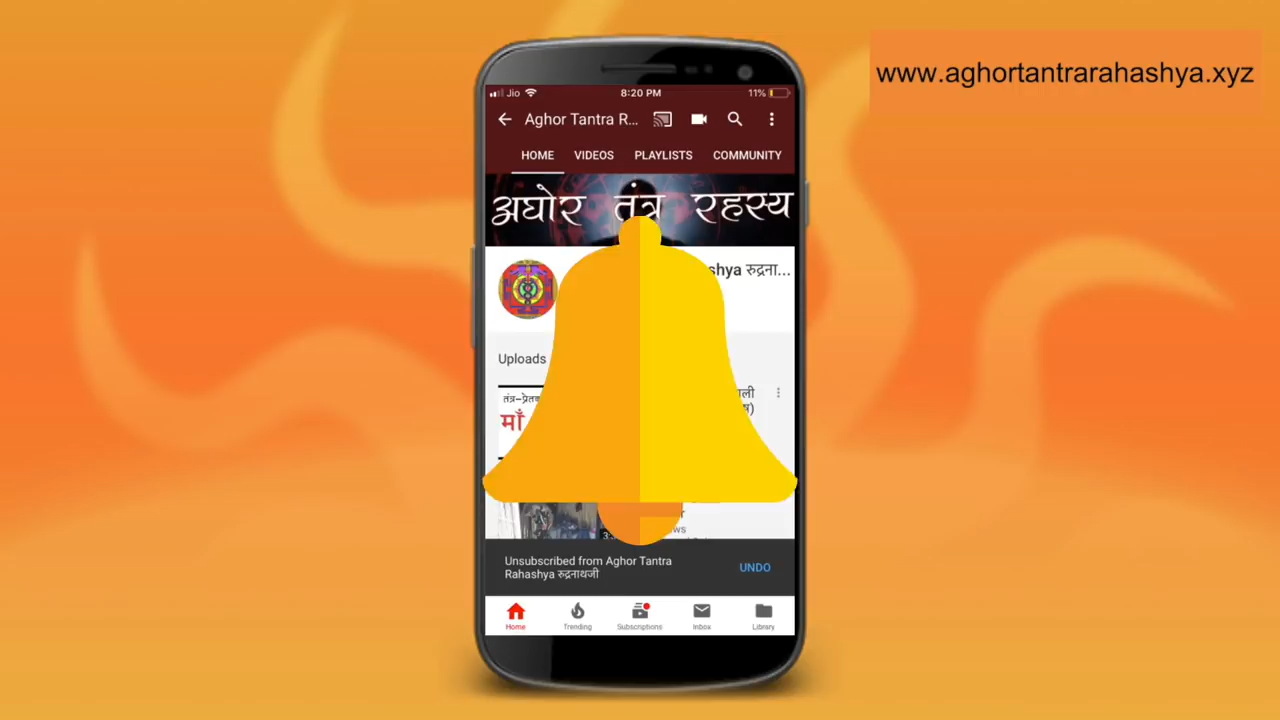 www.aghortantrarahashya.xyz
Jio 8:20 PM 11%
Aghor Tantra R...
HOME VIDEOS PLAYLISTS COMMUNITY
अघोर तंत्र रहस्य
shya रुद्रना...
Uploads
माँ
Unsubscribed from Aghor Tantra
Rahashya रुद्रनाथजी
UNDO
Home Trending Subscriptions Inbox Library